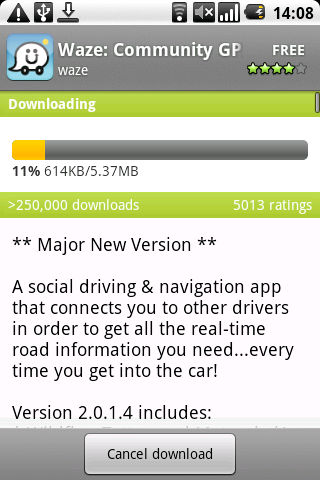 14:08
Waze: Community GP
FREE
waze
Downloading
11% 614KB/5.37MB
>250,000 downloads 5013 ratings
** Major New Version **
A social driving & navigation app
that connects you to other drivers
in order to get all the real-time
road information you need...every
time you get into the car!
Version 2.0.1.4 includes:
Cancel download